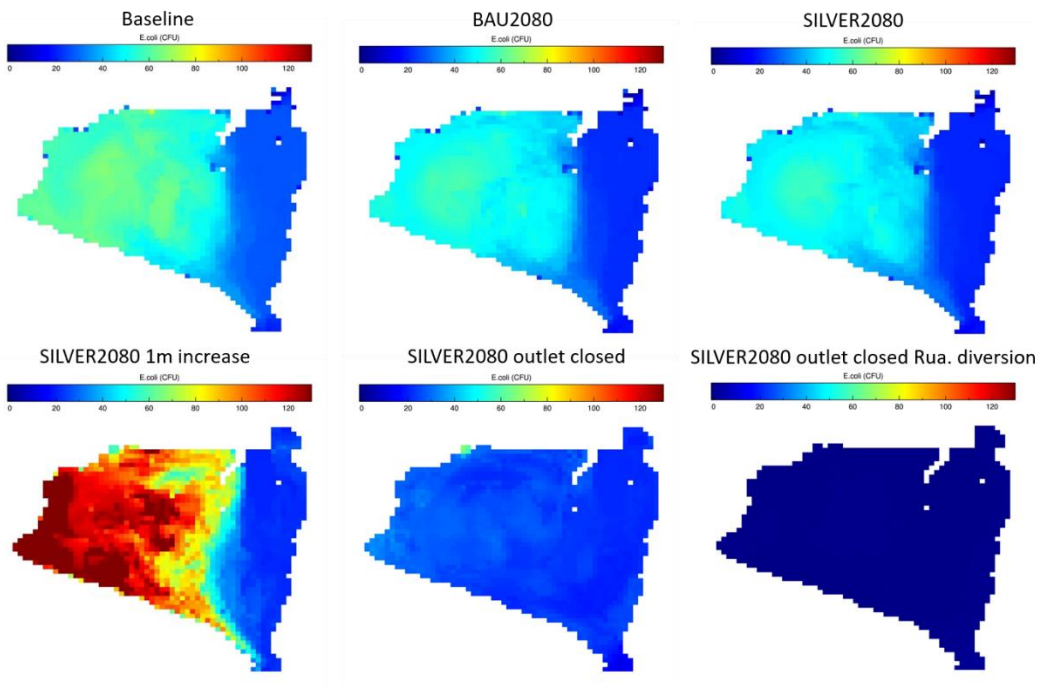 Baseline
E.coli (CFU)
0 20 40 60 80 100 120
BAU2080
E.coli (CFU)
0 20 40 60 80 100 120
SILVER2080
E.coli (CFU)
0 20 40 60 80 100 120
SILVER2080 1m increase
E.coli (CFU)
0 20 40 60 80 100 120
SILVER2080 outlet closed
E.coli (CFU)
0 20 40 60 80 100 120
SILVER2080 outlet closed Rua. diversion
E.coli (CFU)
0 20 40 60 80 100 120